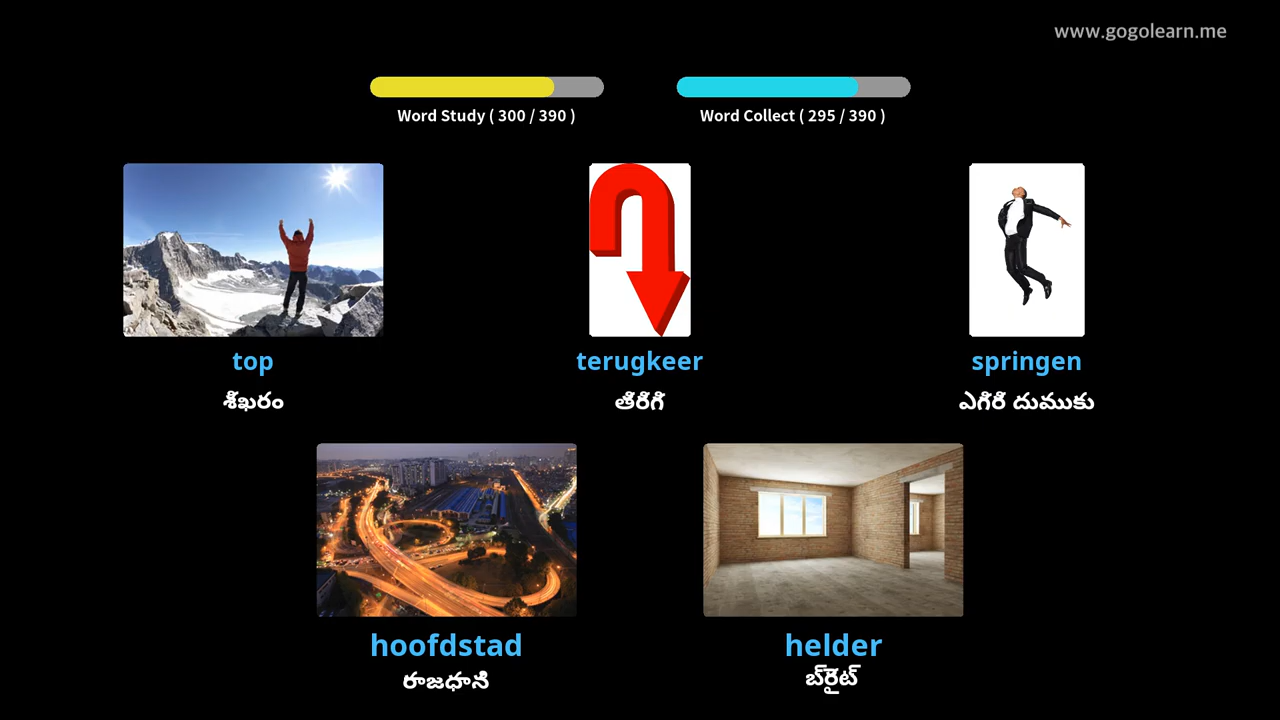 www.gogolearn.me
Word Study ( 300 / 390 )
Word Collect ( 295 / 390 )
top
terugkeer
springen
శిఖరం
తిరిగి
ఎగిరి దుముకు
hoofdstad
helder
రాజధాని
బ్రైట్